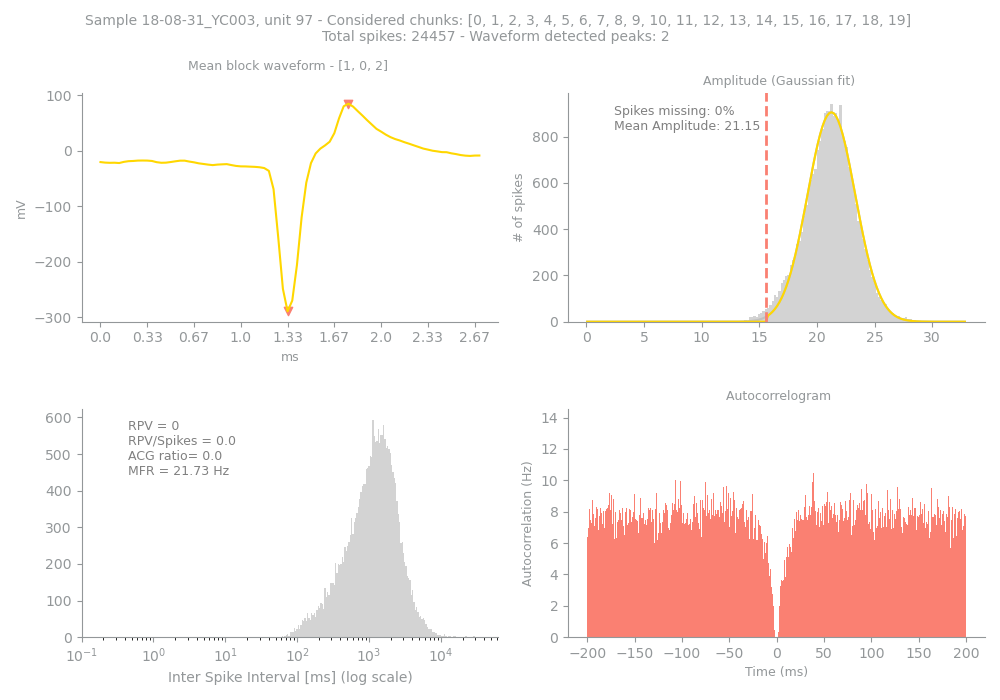 Sample 18-08-31_YC003, unit 97 - Considered chunks: [0, 1, 2, 3, 4, 5, 6, 7, 8, 9, 10, 11, 12, 13, 14, 15, 16, 17, 18, 19]
Total spikes: 24457 - Waveform detected peaks: 2
Mean block waveform - [1, 0, 2]
100
0
−100
−200
−300
mV
0.0 0.33 0.67 1.0 1.33 1.67 2.0 2.33 2.67
ms
Amplitude (Gaussian fit)
Spikes missing: 0%
Mean Amplitude: 21.15
800
600
400
200
0
# of spikes
0 5 10 15 20 25 30
RPV = 0
RPV/Spikes = 0.0
ACG ratio= 0.0
MFR = 21.73 Hz
600
500
400
300
200
100
0
10⁻¹ 10⁰ 10¹ 10² 10³ 10⁴
Inter Spike Interval [ms] (log scale)
Autocorrelogram
14
12
10
8
6
4
2
0
Autocorrelation (Hz)
−200 −150 −100 −50 0 50 100 150 200
Time (ms)